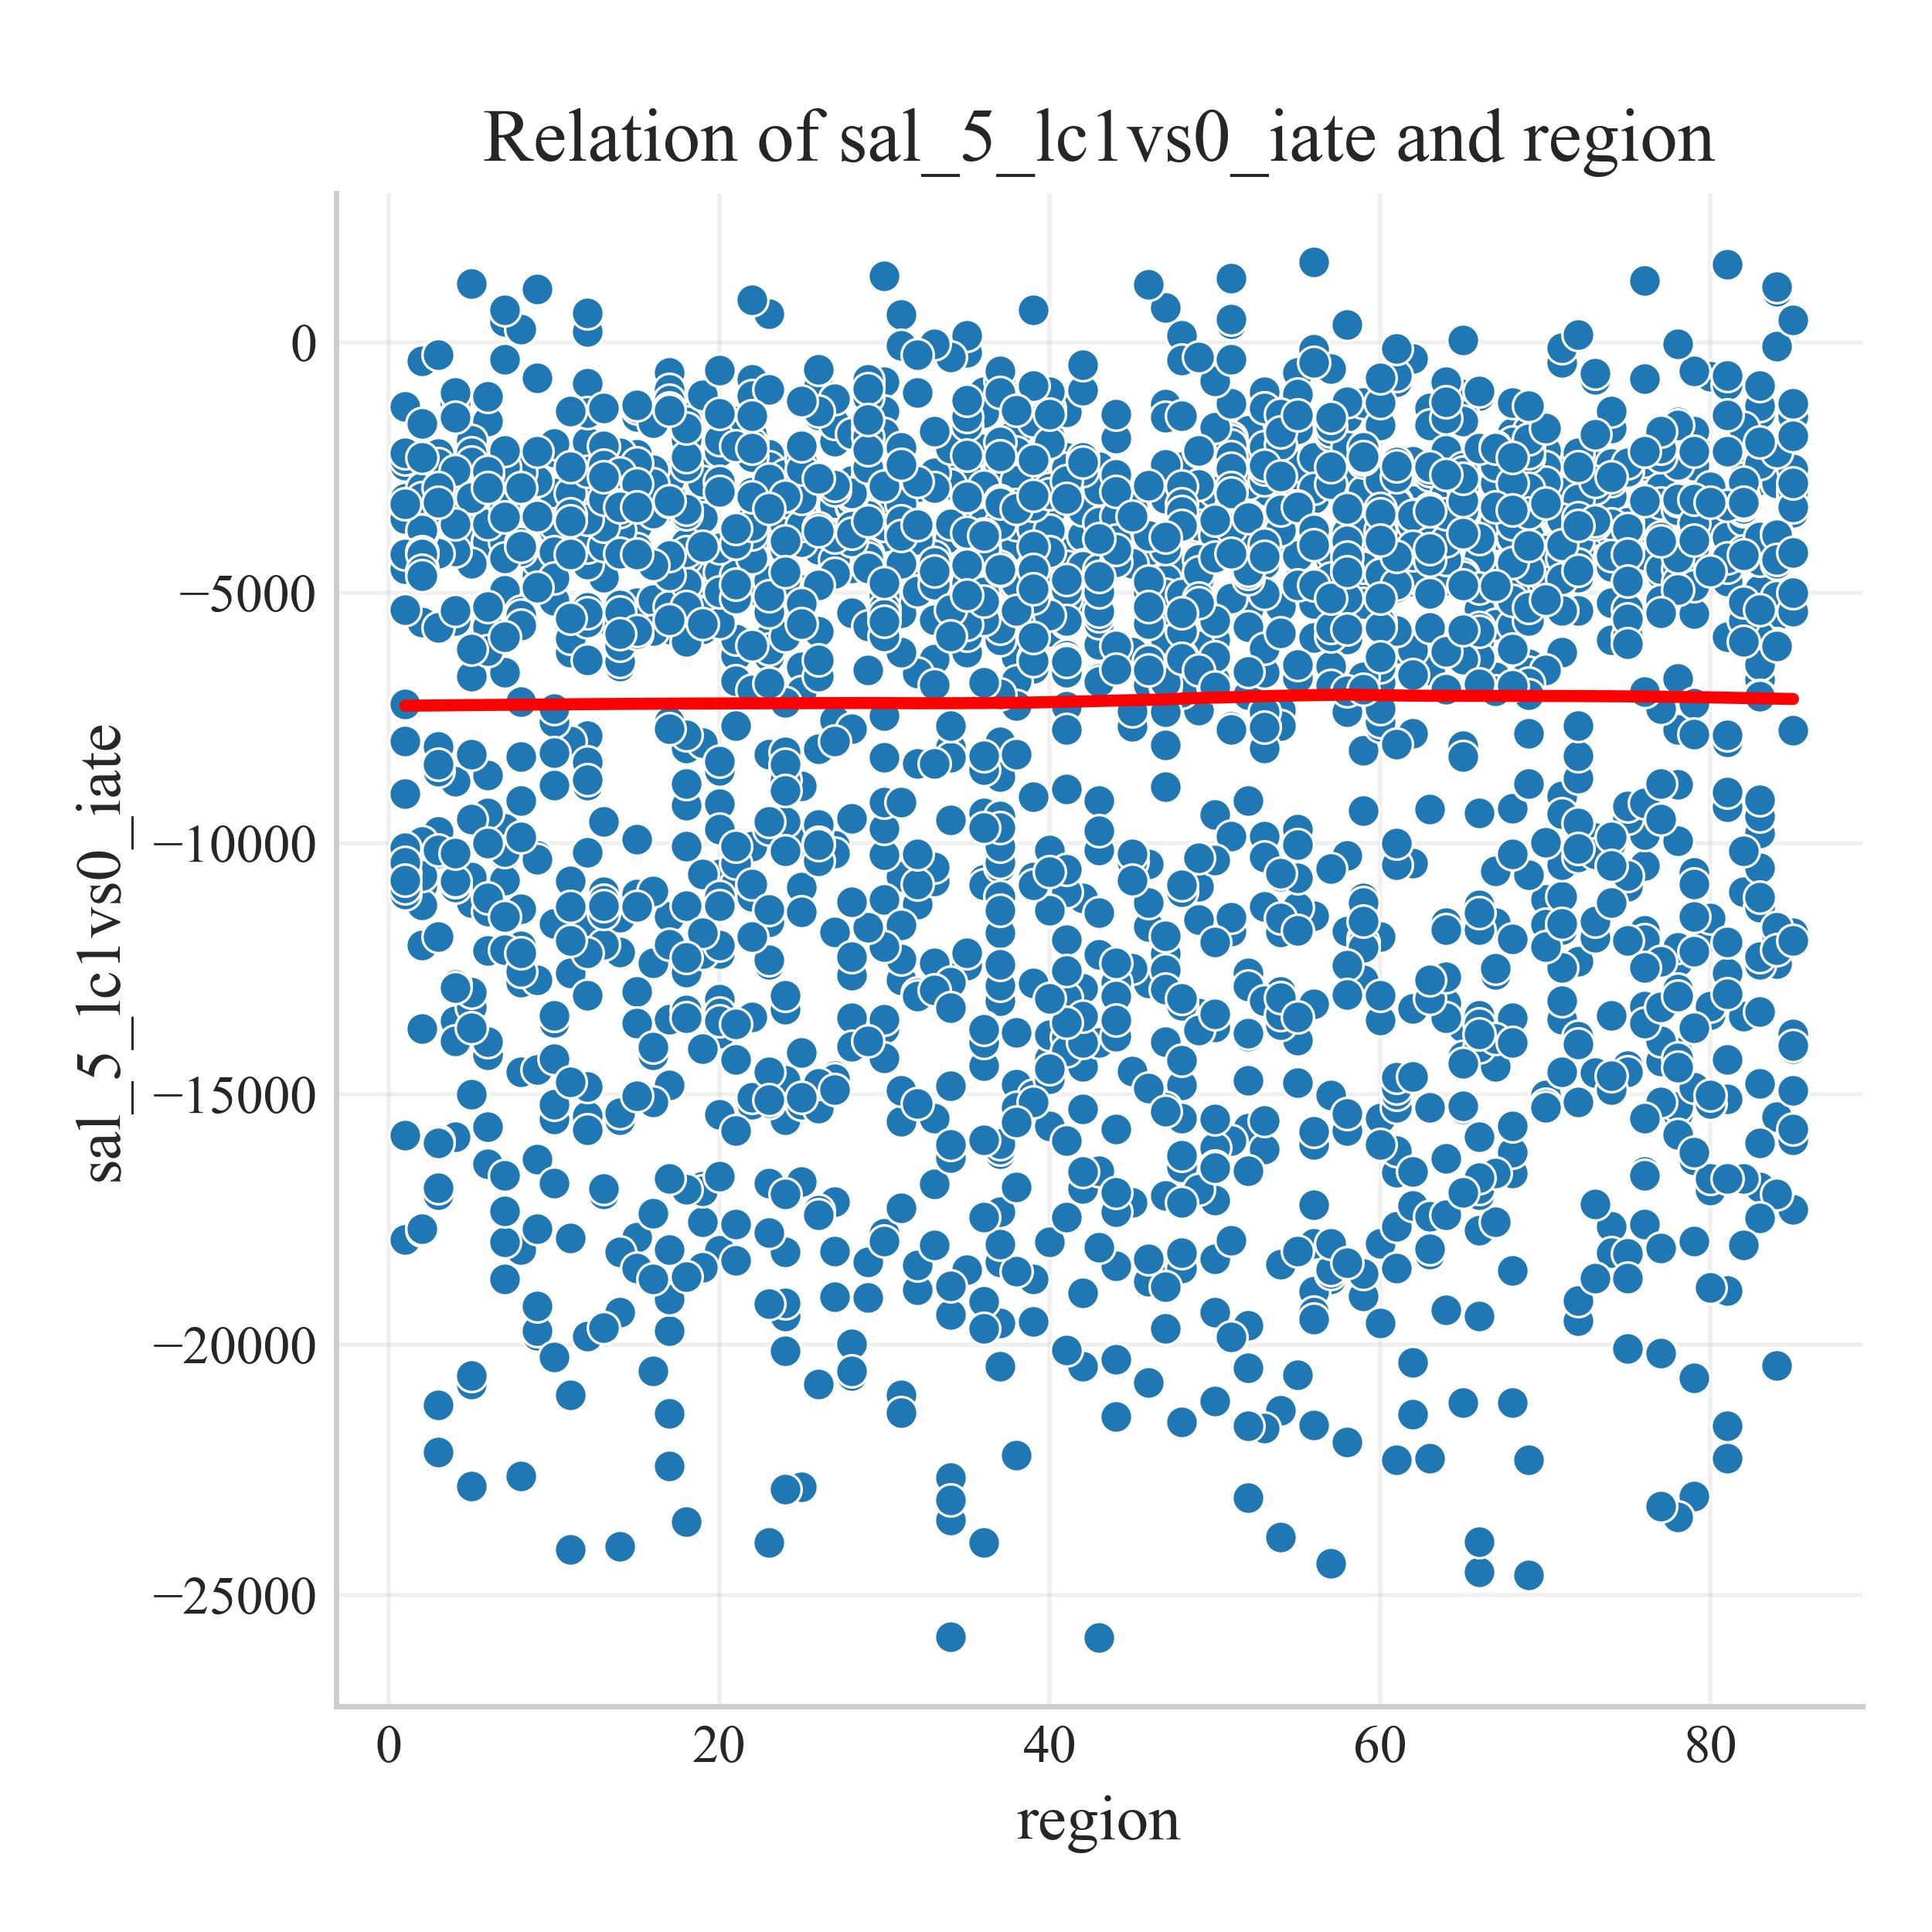 Relation of sal_5_lc1vs0_iate and region
sal_5_lc1vs0_iate
0
−5000
−10000
−15000
−20000
−25000
0 20 40 60 80
region